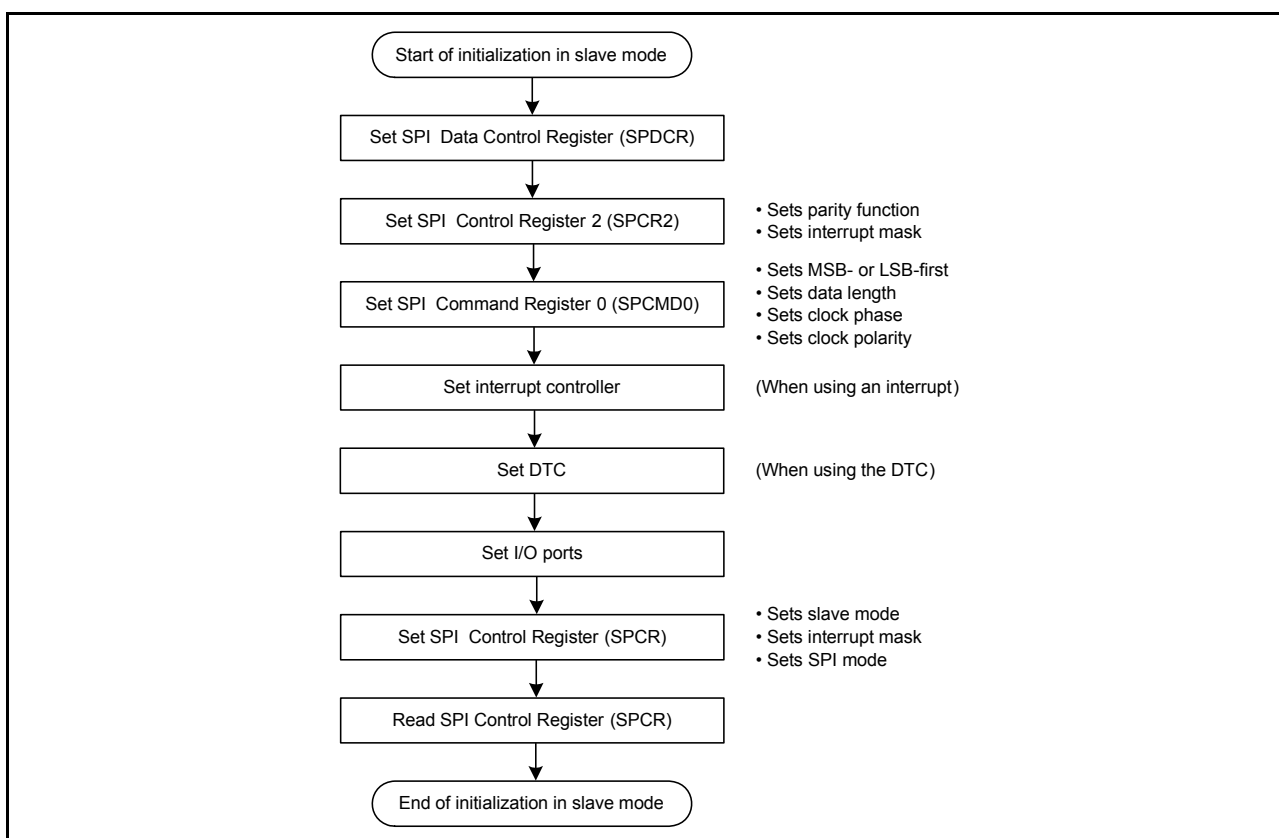 Start of initialization in slave mode
Set SPI Data Control Register (SPDCR)
Set SPI Control Register 2 (SPCR2)
• Sets parity function
• Sets interrupt mask
Set SPI Command Register 0 (SPCMD0)
• Sets MSB- or LSB-first
• Sets data length
• Sets clock phase
• Sets clock polarity
Set interrupt controller
(When using an interrupt)
Set DTC
(When using the DTC)
Set I/O ports
Set SPI Control Register (SPCR)
• Sets slave mode
• Sets interrupt mask
• Sets SPI mode
Read SPI Control Register (SPCR)
End of initialization in slave mode